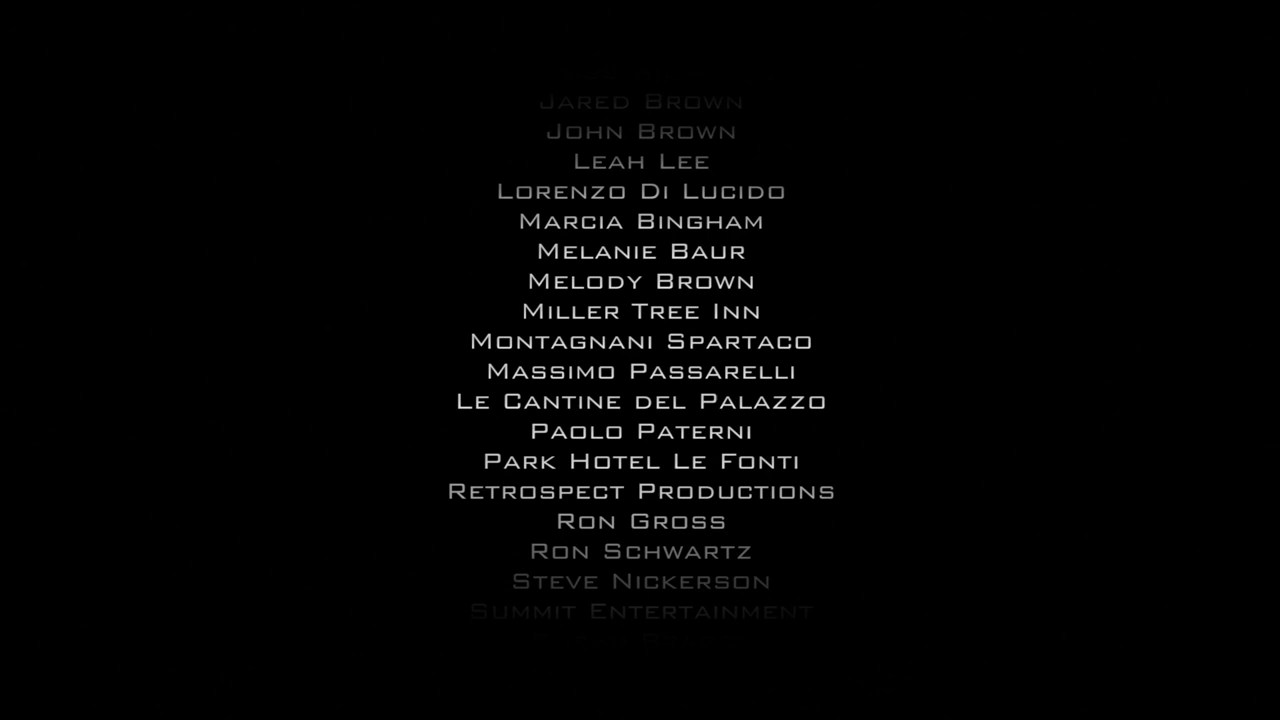 Jared Brown
John Brown
Leah Lee
Lorenzo Di Lucido
Marcia Bingham
Melanie Baur
Melody Brown
Miller Tree Inn
Montagnani Spartaco
Massimo Passarelli
Le Cantine del Palazzo
Paolo Paterni
Park Hotel Le Fonti
Retrospect Productions
Ron Gross
Ron Schwartz
Steve Nickerson
Summit Entertainment